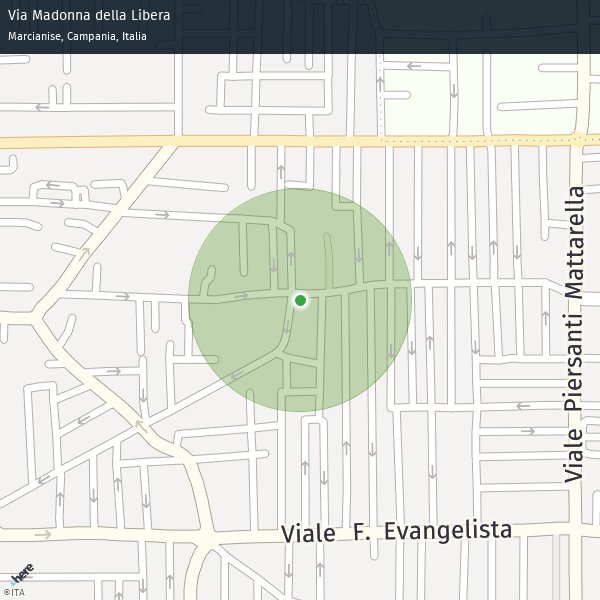 Via Madonna della Libera
Marcianise, Campania, Italia
Viale Piersanti Mattarella
Viale F. Evangelista
here
©ITA